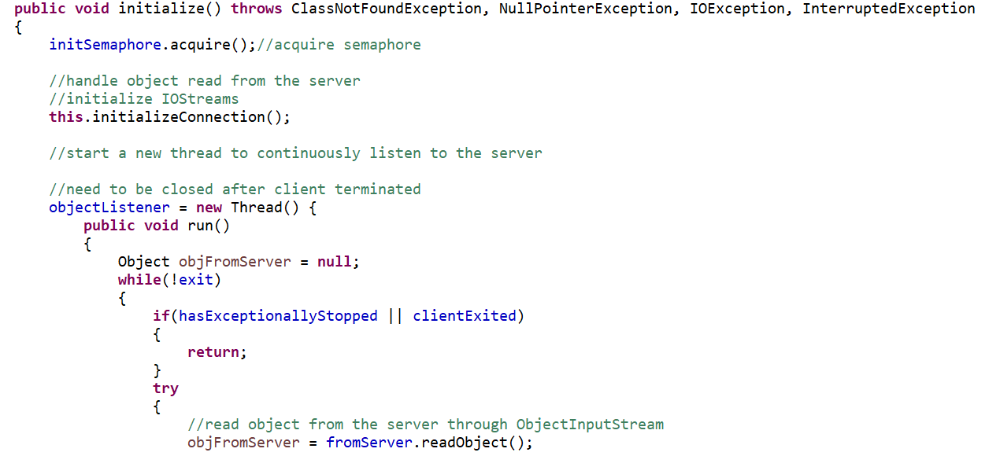 public void initialize() throws ClassNotFoundException, NullPointerException, IOException, InterruptedException
{
    initSemaphore.acquire();//acquire semaphore

    //handle object read from the server
    //initialize IOStreams
    this.initializeConnection();

    //start a new thread to continuously listen to the server

    //need to be closed after client terminated
    objectListener = new Thread() {
        public void run()
        {
            Object objFromServer = null;
            while(!exit)
            {
                if(hasExceptionallyStopped || clientExited)
                {
                    return;
                }
                try
                {
                    //read object from the server through ObjectInputStream
                    objFromServer = fromServer.readObject();